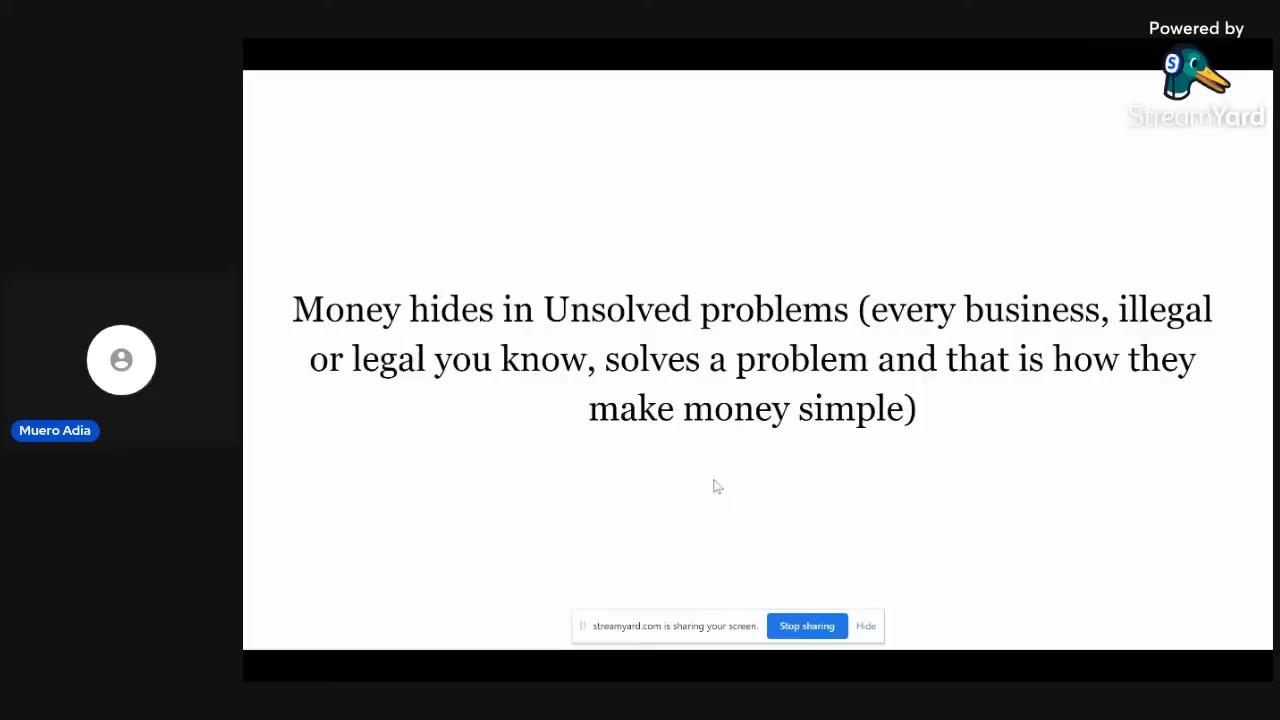 Powered by
S
StreamYard
Money hides in Unsolved problems (every business, illegal
or legal you know, solves a problem and that is how they
make money simple)
Muero Adia
streamyard.com is sharing your screen.
Stop sharing
Hide